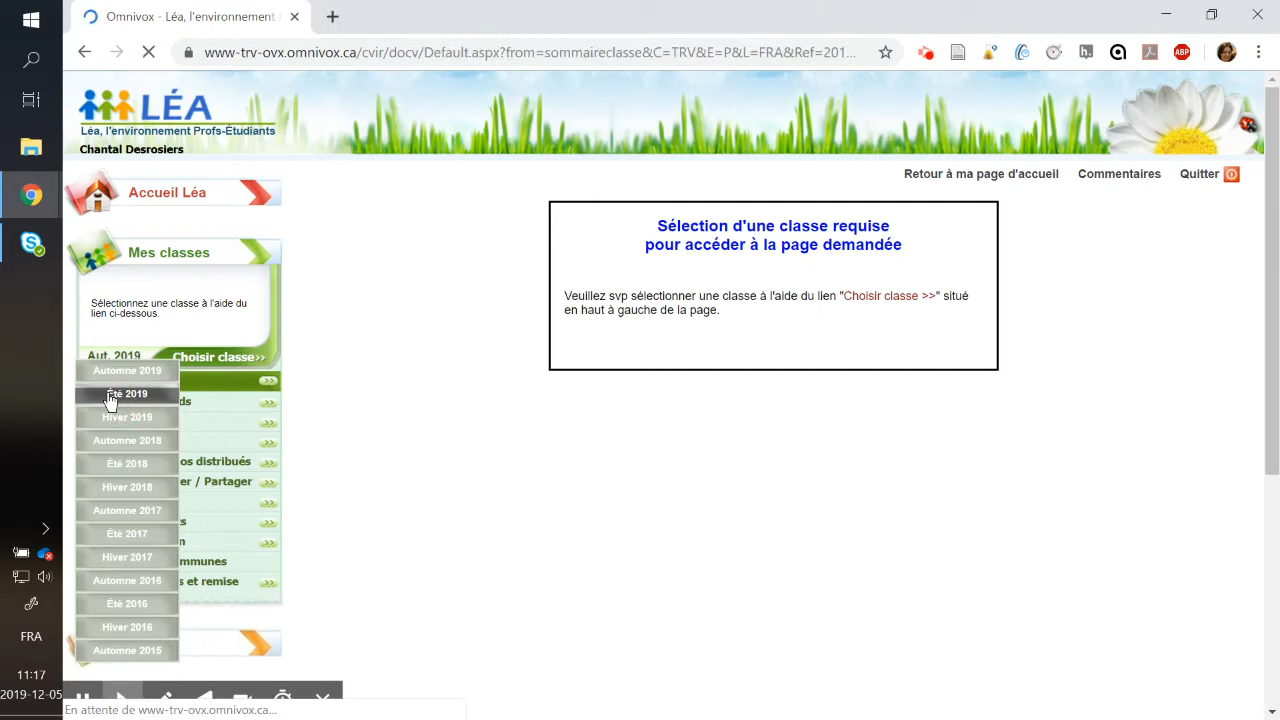 Omnivox - Léa, l'environnement
www-trv-ovx.omnivox.ca/cvir/docv/Default.aspx?from=sommaireclasse&C=TRV&E=P&L=FRA&Ref=201...
h.
ABP
LÉA
Léa, l'environnement Profs-Étudiants
Chantal Desrosiers
Retour à ma page d'accueil Commentaires Quitter
Accueil Léa
Mes classes
Sélectionnez une classe à l'aide du
lien ci-dessous.
Aut. 2019 Choisir classe>>
Sélection d'une classe requise
pour accéder à la page demandée
Veuillez svp sélectionner une classe à l'aide du lien "Choisir classe >>" situé
en haut à gauche de la page.
Automne 2019
Été 2019
ds
Hiver 2019
Automne 2018
Été 2018
os distribués
Hiver 2018
er / Partager
Automne 2017
s
Été 2017
n
Hiver 2017
mmunes
Automne 2016
s et remise
Été 2016
Hiver 2016
Automne 2015
FRA
11:17
2019-12-05
En attente de www-trv-ovx.omnivox.ca...